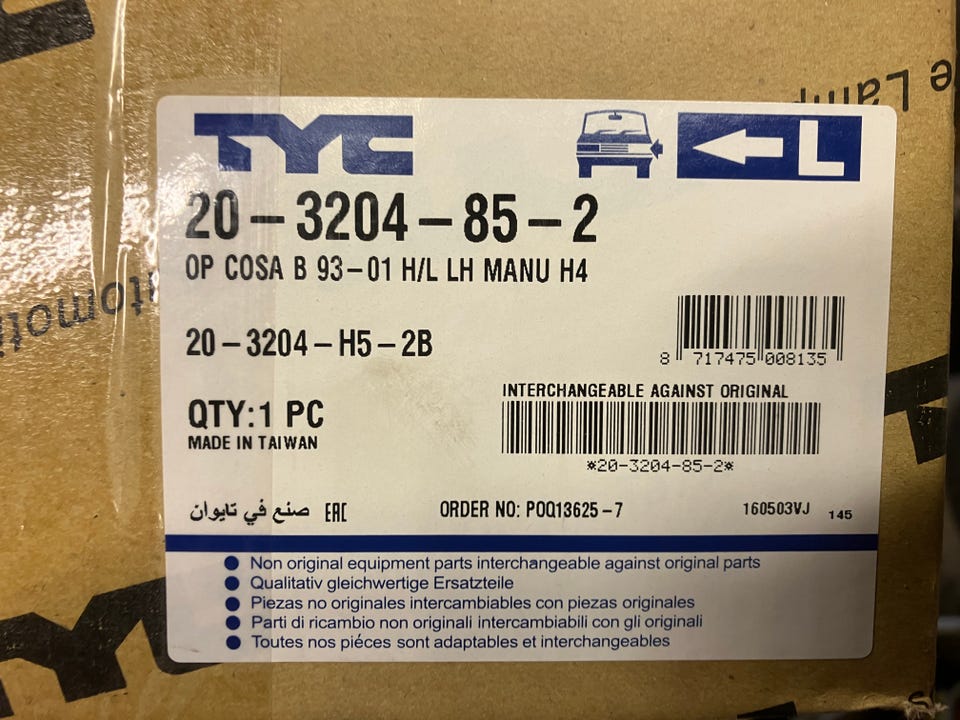 TYC
L
20-3204-85-2
OP COSA B 93-01 H/L LH MANU H4
20-3204-H5-2B
8 717475 008135
INTERCHANGEABLE AGAINST ORIGINAL
QTY:1 PC
MADE IN TAIWAN
*20-3204-85-2*
صنع في تايوان EAC ORDER NO: POQ13625-7 160503VJ 145
● Non original equipment parts interchangeable against original parts
● Qualitativ gleichwertige Ersatzteile
● Piezas no originales intercambiables con piezas originales
● Parti di ricambio non originali intercambiabili con gli originali
● Toutes nos piéces sont adaptables et interchangeables